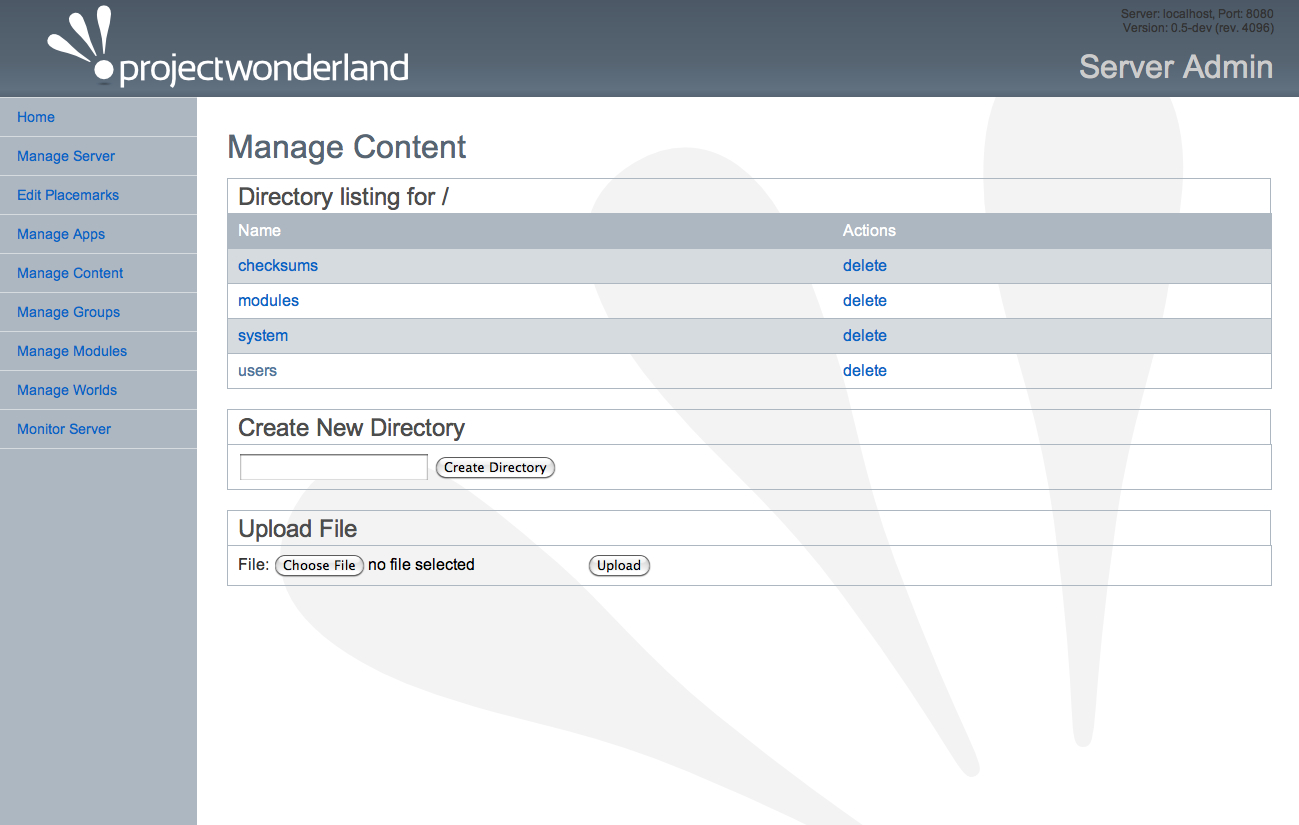 projectwonderland
Server: localhost, Port: 8080
Version: 0.5-dev (rev. 4096)
Server Admin
Home
Manage Server
Edit Placemarks
Manage Apps
Manage Content
Manage Groups
Manage Modules
Manage Worlds
Monitor Server
Manage Content
Directory listing for /
Name Actions
checksums delete
modules delete
system delete
users delete
Create New Directory
Create Directory
Upload File
File: Choose File no file selected Upload